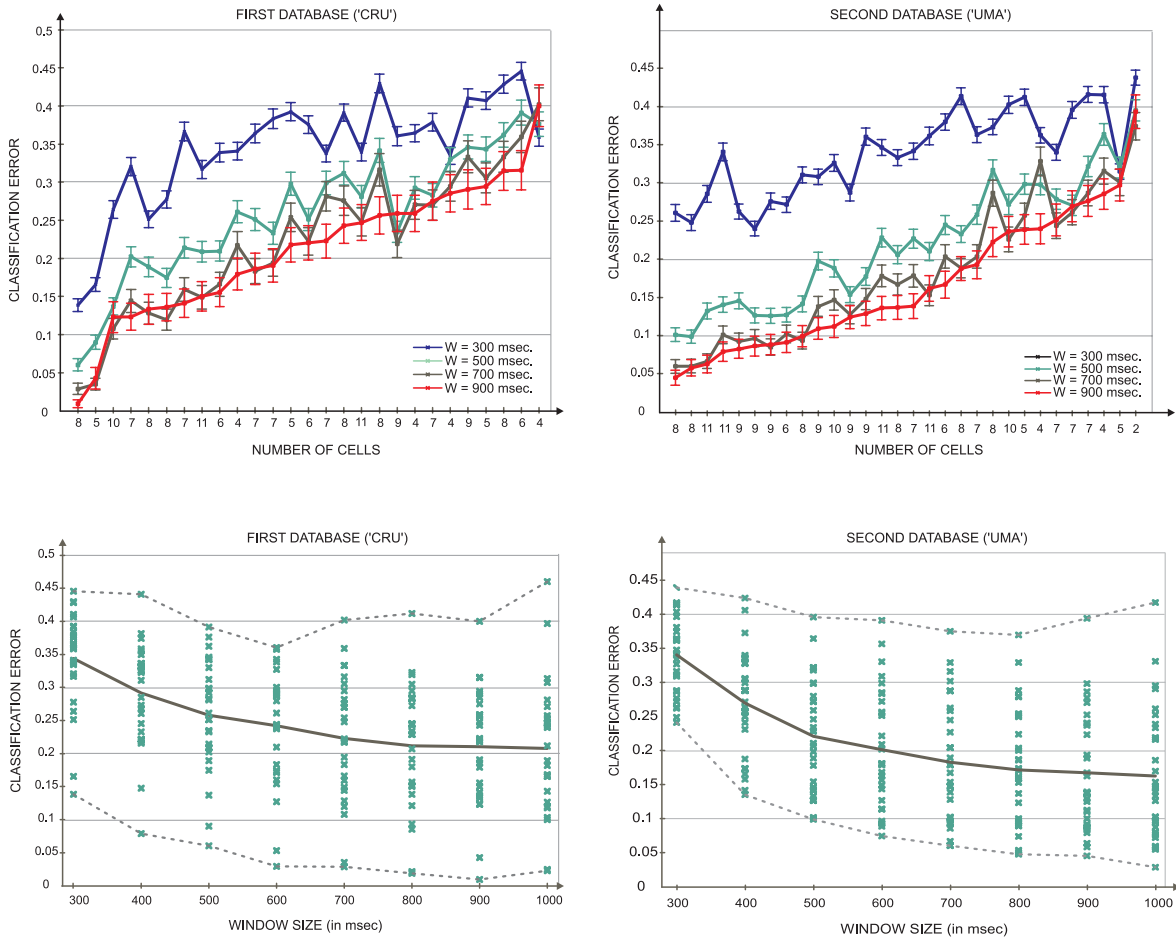 FIRST DATABASE ('CRU')
CLASSIFICATION ERROR
0.5
0.45
0.4
0.35
0.3
0.25
0.2
0.15
0.1
0.05
0
W = 300 msec.
W = 500 msec.
W = 700 msec.
W = 900 msec.
8 5 10 7 8 8 7 11 6 4 7 7 5 6 7 8 11 8 9 4 7 4 9 5 8 6 4
NUMBER OF CELLS
SECOND DATABASE ('UMA')
CLASSIFICATION ERROR
0.45
0.4
0.35
0.3
0.25
0.2
0.15
0.1
0.05
0
W = 300 msec.
W = 500 msec.
W = 700 msec.
W = 900 msec.
8 8 11 11 9 9 6 8 9 10 9 9 11 8 7 11 6 8 7 8 10 5 4 7 7 7 4 5 2
NUMBER OF CELLS
FIRST DATABASE ('CRU')
CLASSIFICATION ERROR
0.5
0.45
0.4
0.35
0.3
0.25
0.2
0.15
0.1
0.05
0
300 400 500 600 700 800 900 1000
WINDOW SIZE (in msec)
SECOND DATABASE ('UMA')
CLASSIFICATION ERROR
0.45
0.4
0.35
0.3
0.25
0.2
0.15
0.1
0.05
0
300 400 500 600 700 800 900 1000
WINDOW SIZE (in msec)